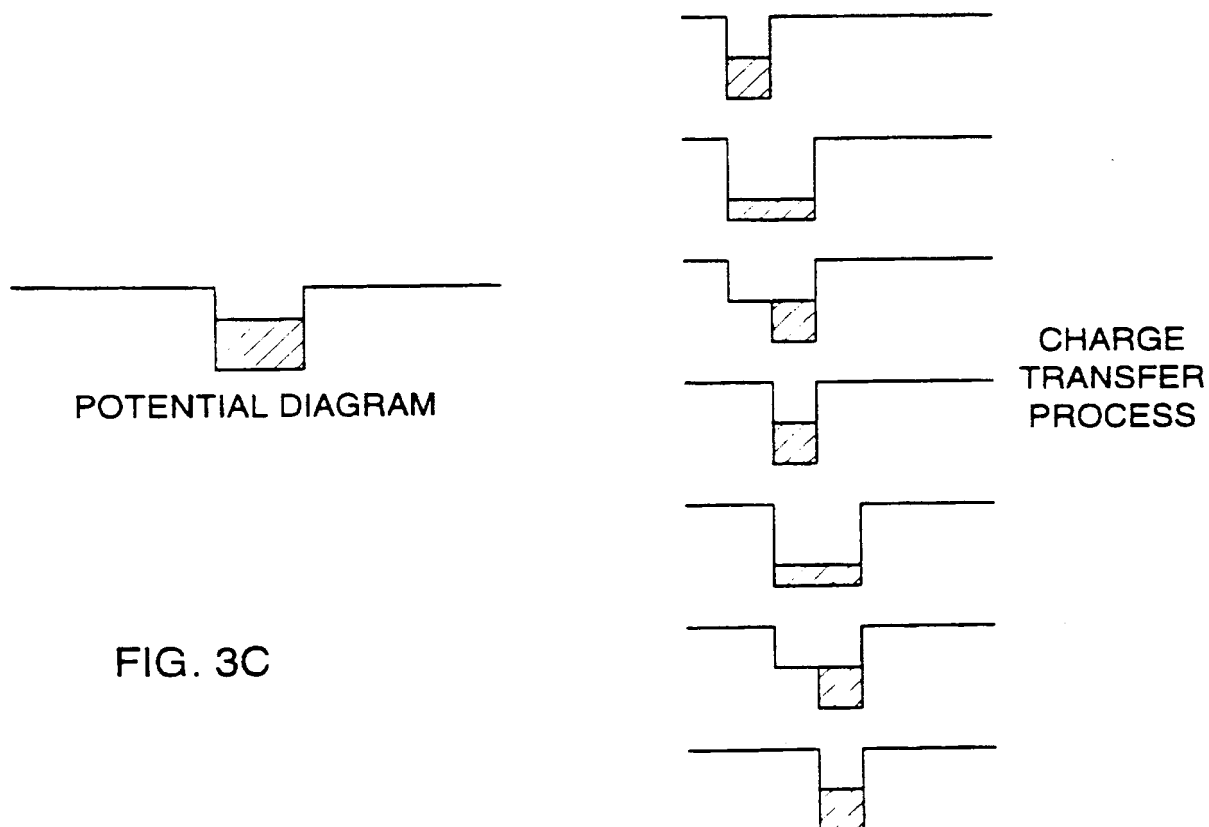 POTENTIAL DIAGRAM
CHARGE
TRANSFER
PROCESS
FIG. 3C